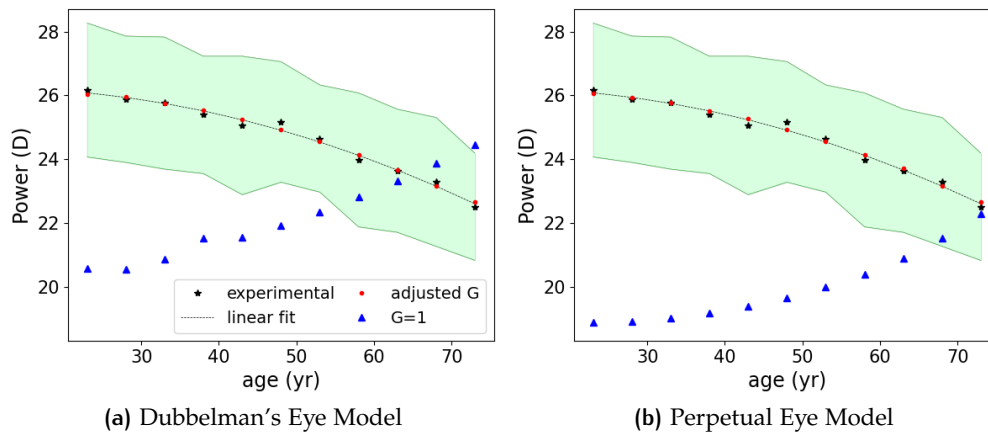 28
26
24
22
20
Power (D)
experimental
linear fit
adjusted G
G=1
30 40 50 60 70
age (yr)
(a) Dubbelman's Eye Model
28
26
24
22
20
Power (D)
30 40 50 60 70
age (yr)
(b) Perpetual Eye Model